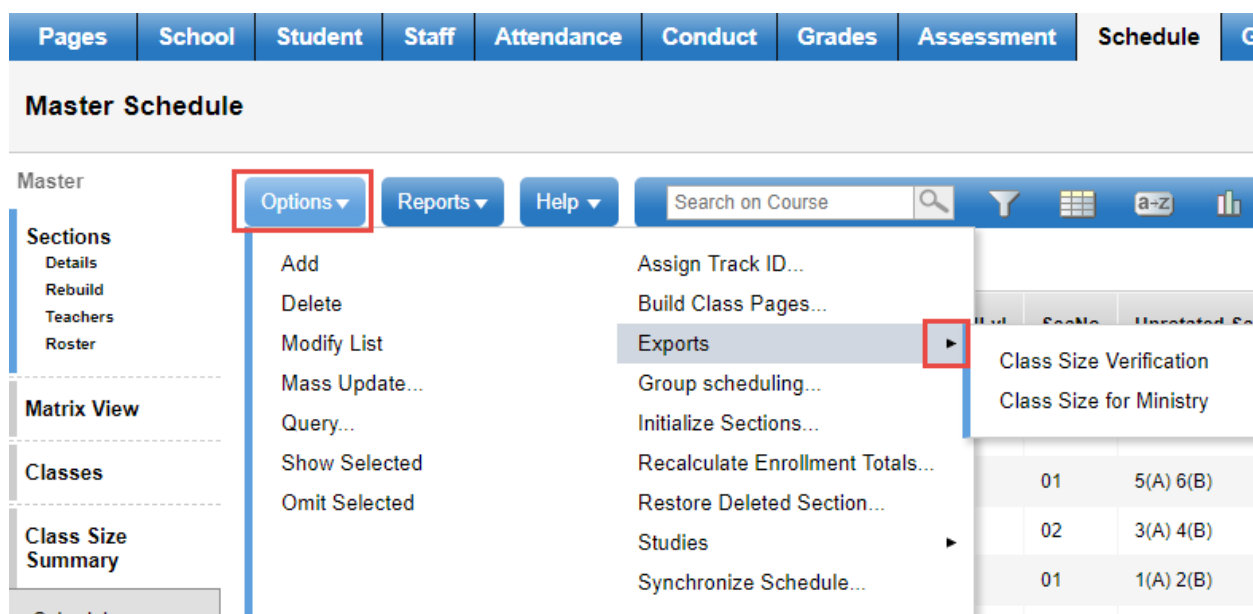 Pages School Student Staff Attendance Conduct Grades Assessment Schedule
Master Schedule
Master
Options Reports Help Search on Course a÷z
Sections
Details
Rebuild
Teachers
Roster
Matrix View
Classes
Class Size
Summary
Add
Delete
Modify List
Mass Update...
Query...
Show Selected
Omit Selected
Assign Track ID...
Build Class Pages...
Exports
Group scheduling...
Initialize Sections...
Recalculate Enrollment Totals...
Restore Deleted Section...
Studies
Synchronize Schedule...
Class Size Verification
Class Size for Ministry
01 5(A) 6(B)
02 3(A) 4(B)
01 1(A) 2(B)